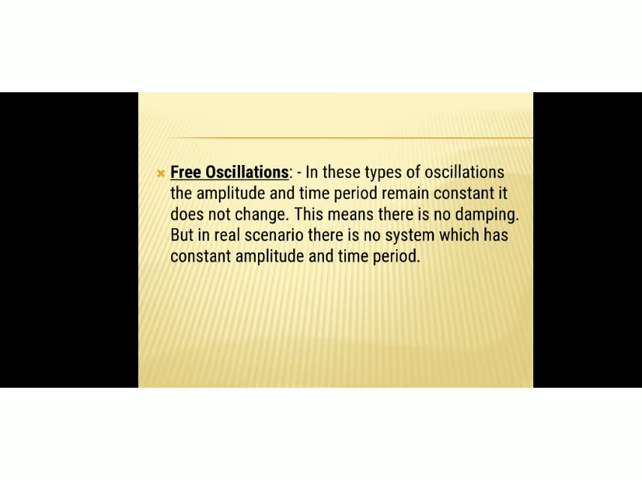 Free Oscillations: - In these types of oscillations
the amplitude and time period remain constant it
does not change. This means there is no damping.
But in real scenario there is no system which has
constant amplitude and time period.